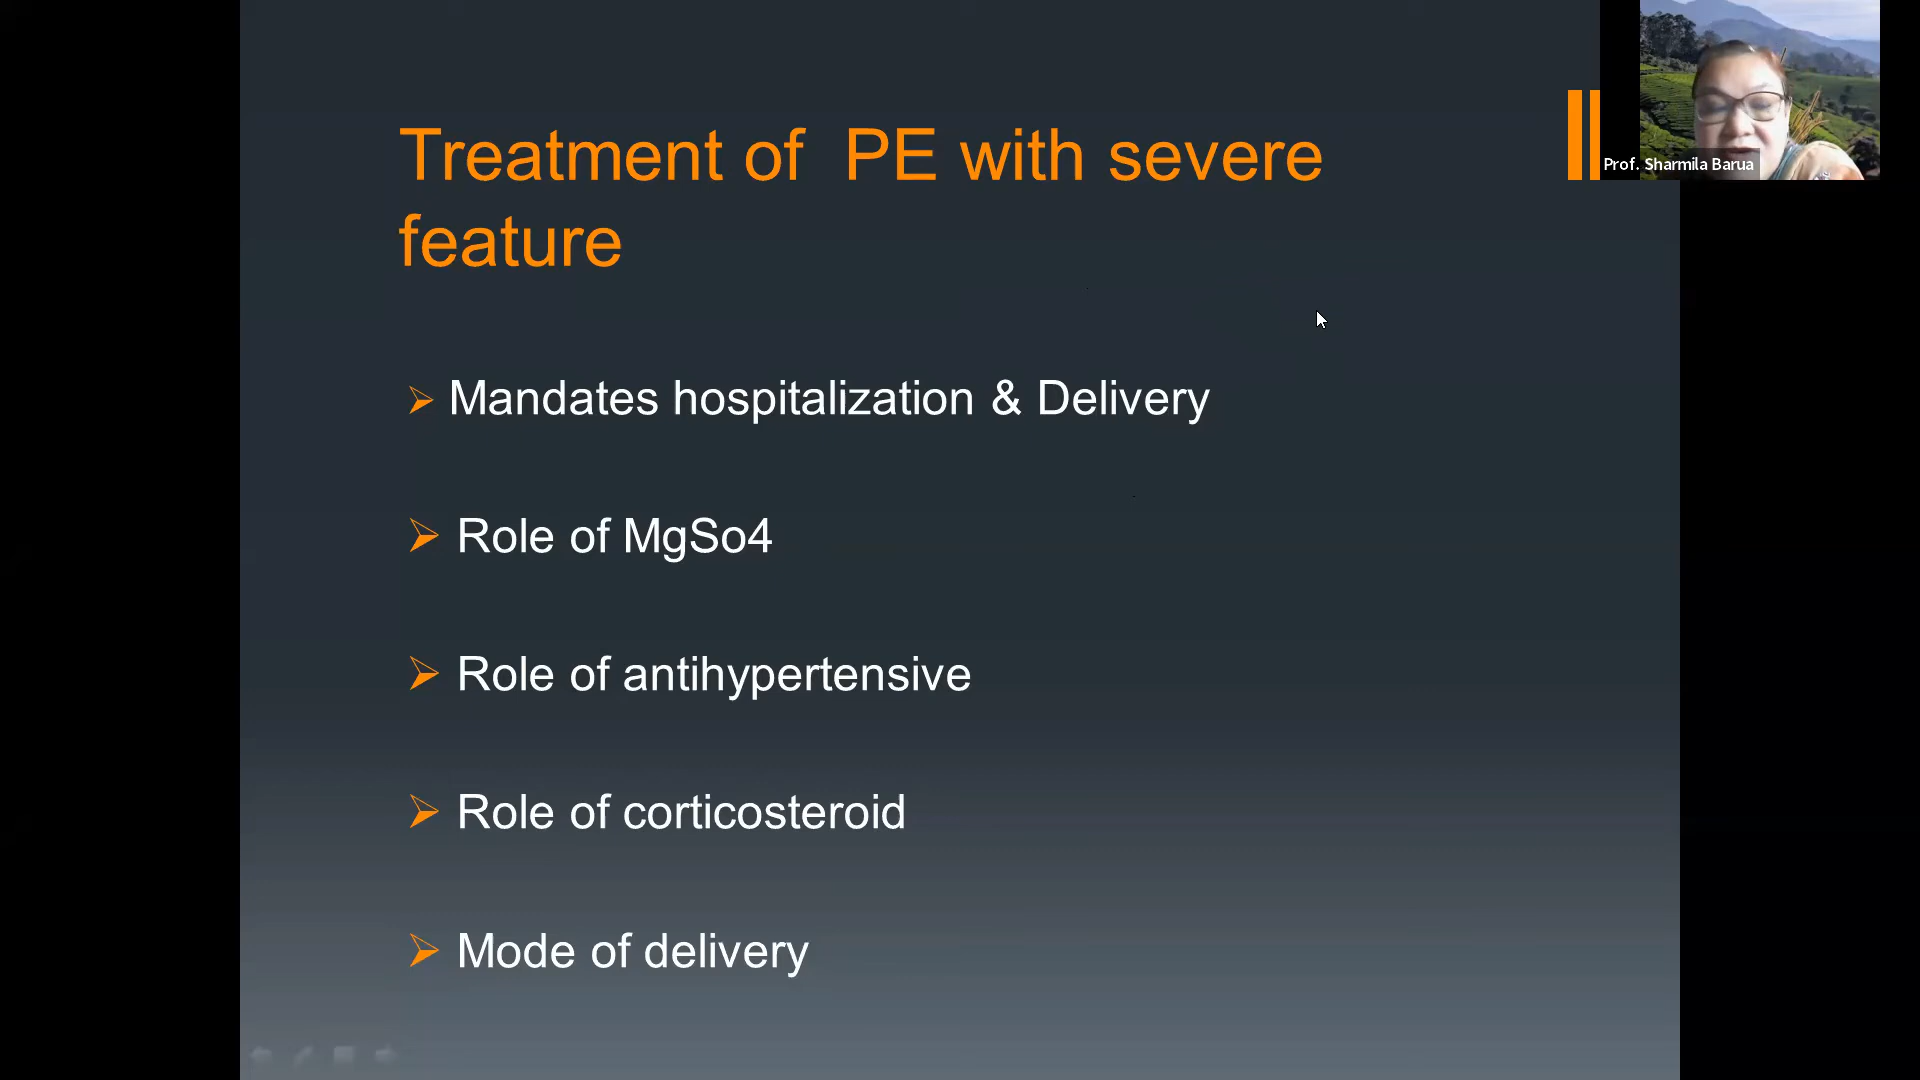 Treatment of PE with severe
feature
Mandates hospitalization & Delivery
Role of MgSo4
Role of antihypertensive
Role of corticosteroid
Mode of delivery
Prof. Sharmila Barua